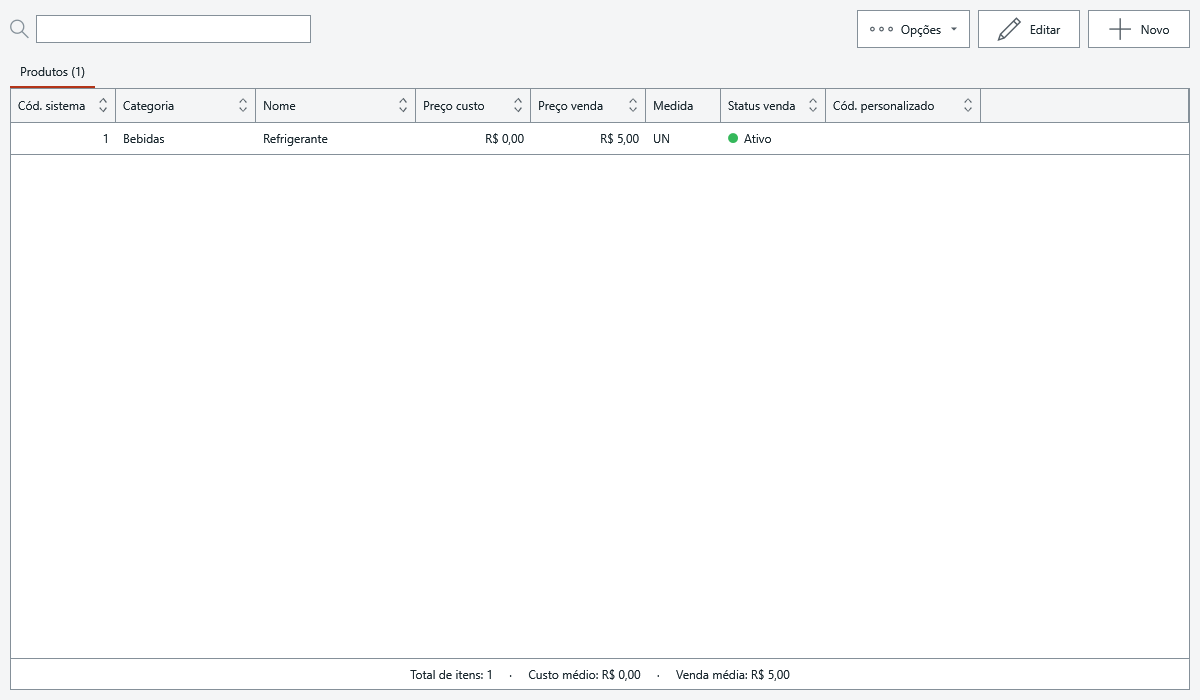 Opções Editar Novo
Produtos (1)
Cód. sistema Categoria Nome Preço custo Preço venda Medida Status venda Cód. personalizado
1 Bebidas Refrigerante R$ 0,00 R$ 5,00 UN Ativo
Total de itens: 1 · Custo médio: R$ 0,00 · Venda média: R$ 5,00